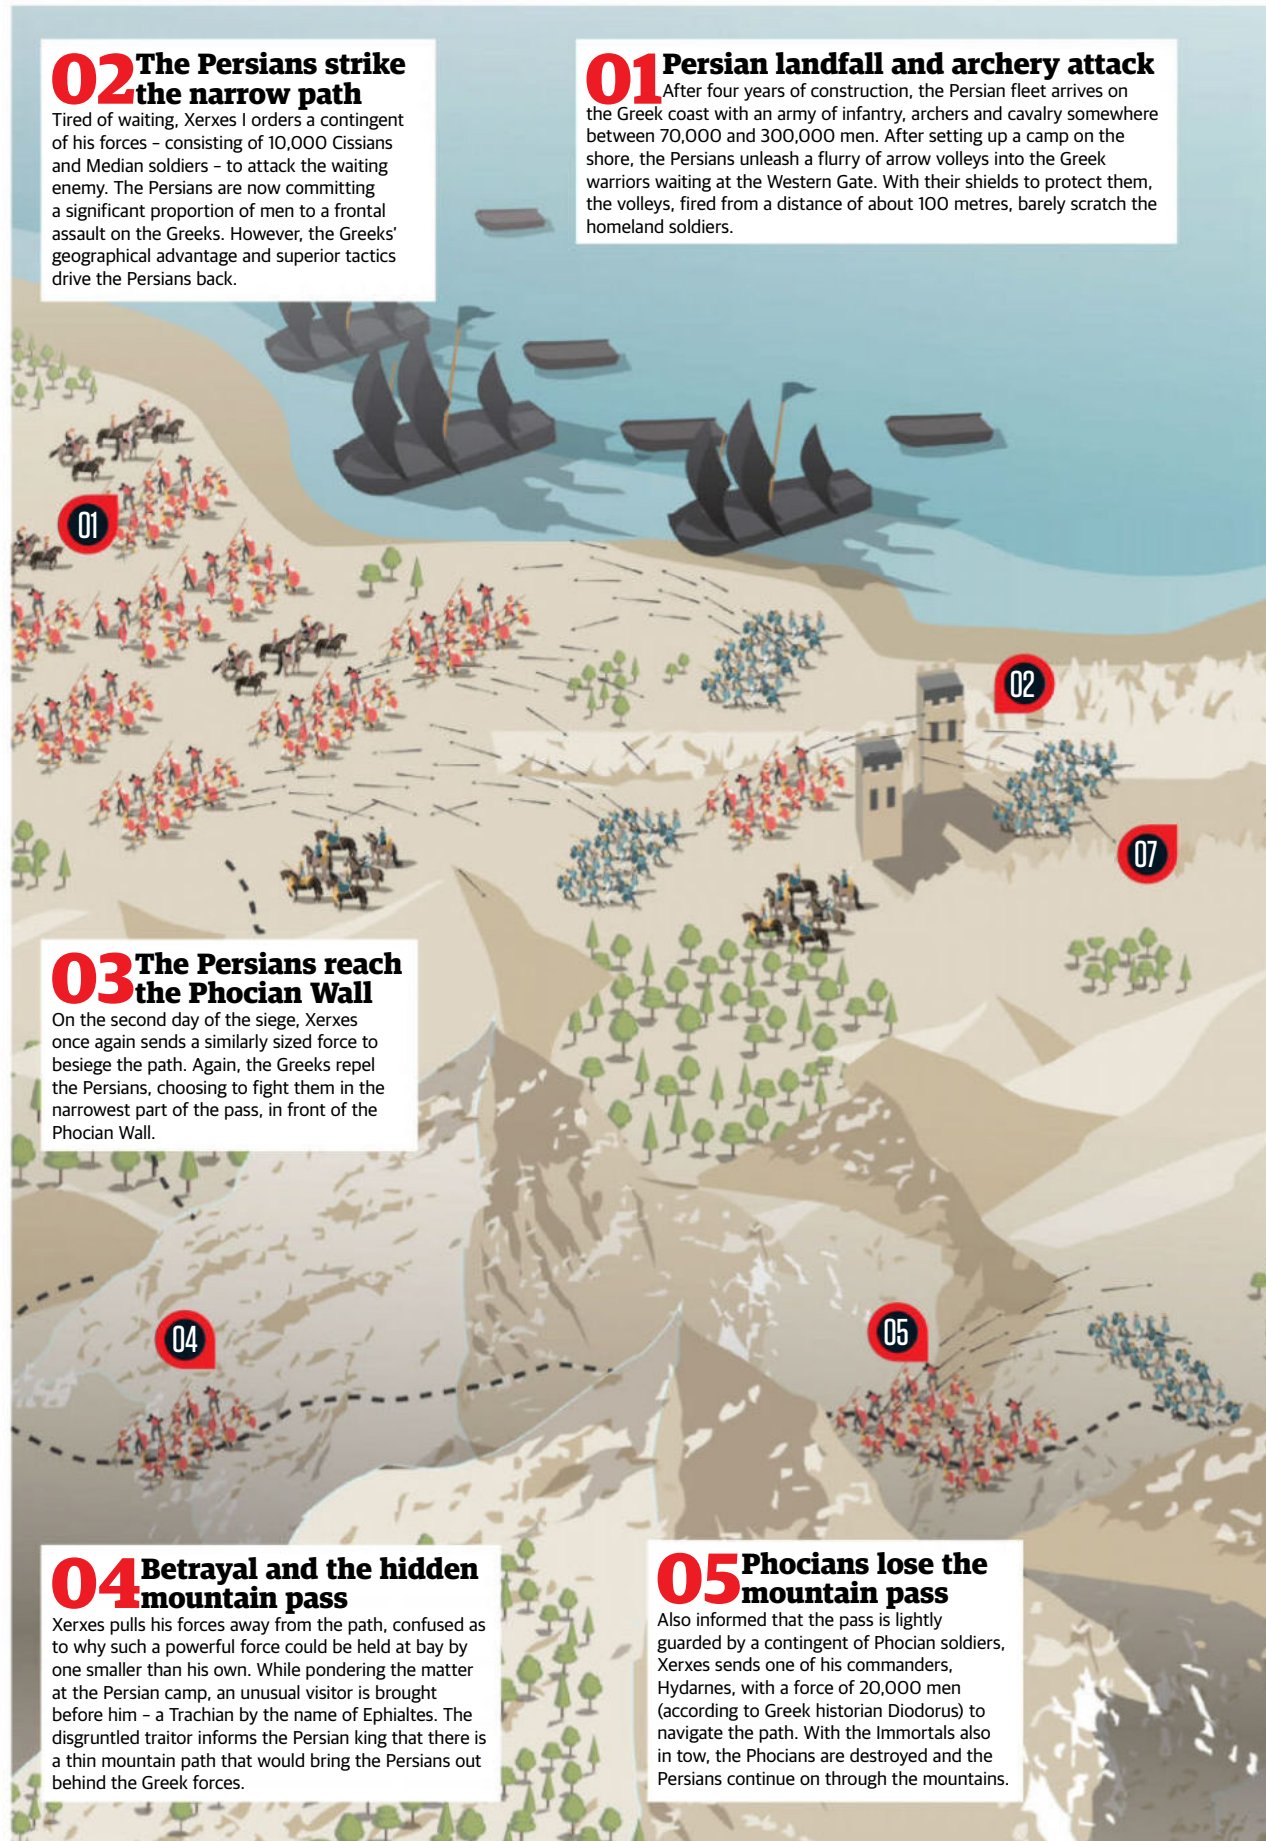 02 The Persians strike
the narrow path
Tired of waiting, Xerxes I orders a contingent
of his forces – consisting of 10,000 Cissians
and Median soldiers – to attack the waiting
enemy. The Persians are now committing
a significant proportion of men to a frontal
assault on the Greeks. However, the Greeks’
geographical advantage and superior tactics
drive the Persians back.
01 Persian landfall and archery attack
After four years of construction, the Persian fleet arrives on
the Greek coast with an army of infantry, archers and cavalry somewhere
between 70,000 and 300,000 men. After setting up a camp on the
shore, the Persians unleash a flurry of arrow volleys into the Greek
warriors waiting at the Western Gate. With their shields to protect them,
the volleys, fired from a distance of about 100 metres, barely scratch the
homeland soldiers.
01
02
07
03 The Persians reach
the Phocian Wall
On the second day of the siege, Xerxes
once again sends a similarly sized force to
besiege the path. Again, the Greeks repel
the Persians, choosing to fight them in the
narrowest part of the pass, in front of the
Phocian Wall.
04
05
04 Betrayal and the hidden
mountain pass
Xerxes pulls his forces away from the path, confused as
to why such a powerful force could be held at bay by
one smaller than his own. While pondering the matter
at the Persian camp, an unusual visitor is brought
before him – a Trachian by the name of Ephialtes. The
disgruntled traitor informs the Persian king that there is
a thin mountain path that would bring the Persians out
behind the Greek forces.
05 Phocians lose the
mountain pass
Also informed that the pass is lightly
guarded by a contingent of Phocian soldiers,
Xerxes sends one of his commanders,
Hydarnes, with a force of 20,000 men
(according to Greek historian Diodorus) to
navigate the path. With the Immortals also
in tow, the Phocians are destroyed and the
Persians continue on through the mountains.